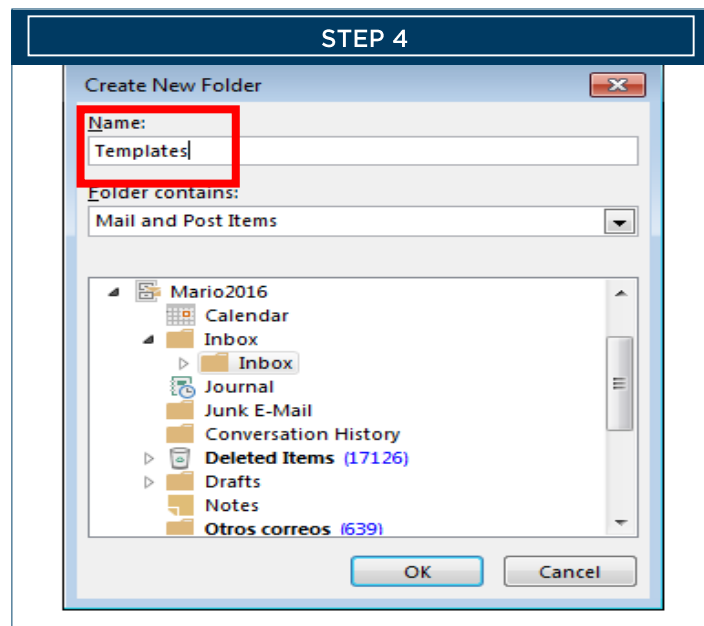 STEP 4
Create New Folder
Name:
Templates
Folder contains:
Mail and Post Items
Mario2016
Calendar
Inbox
Inbox
Journal
Junk E-Mail
Conversation History
Deleted Items (17126)
Drafts
Notes
Otros correos (639)
OK Cancel